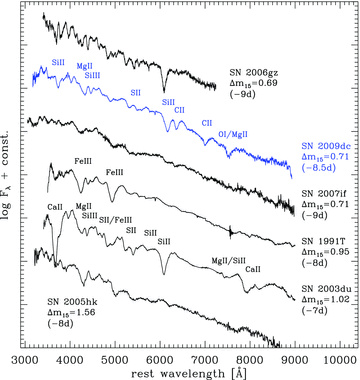 SN 2006gz
Δm15=0.69
(−9d)
SiII
MgII
SiIII
SII
SiII
CII
CII
OI/MgII
SN 2009dc
Δm15=0.71
(−8.5d)
SN 2007if
Δm15=0.71
(−9d)
FeIII
FeIII
SN 1991T
Δm15=0.95
(−8d)
CaII
MgII
SiIII
SII/FeIII
SII
SiII
SiII
MgII/SiII
CaII
SN 2003du
Δm15=1.02
(−7d)
SN 2005hk
Δm15=1.56
(−8d)
3000 4000 5000 6000 7000 8000 9000 10000
rest wavelength [Å]
log Fλ + const.